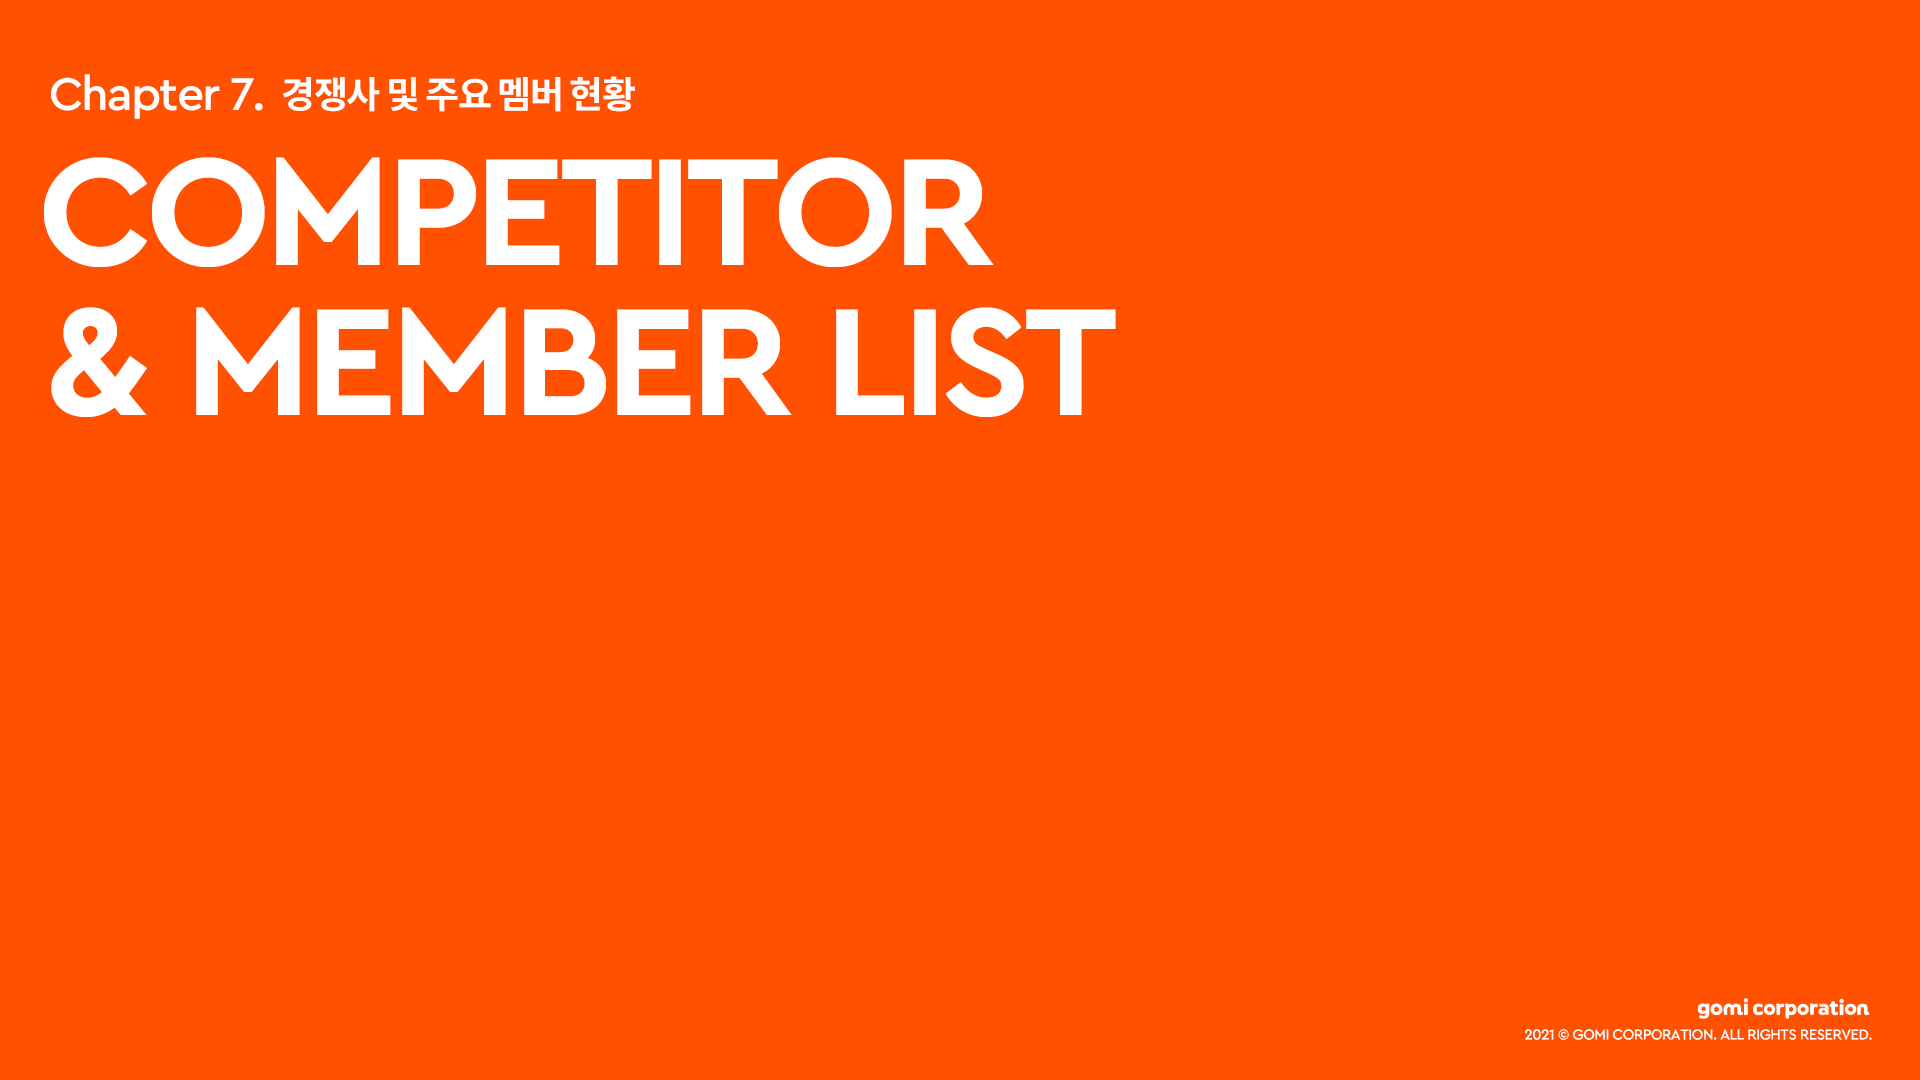 Chapter 7. 경쟁사 및 주요 멤버 현황
COMPETITOR
& MEMBER LIST
gomi corporation
2021 © GOMI CORPORATION. ALL RIGHTS RESERVED.